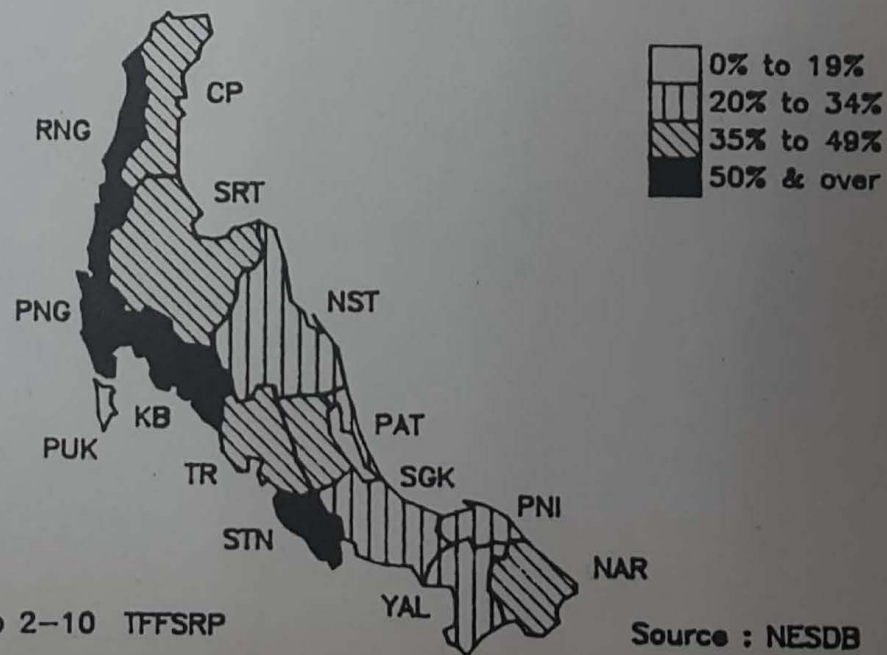 0% to 19%
20% to 34%
35% to 49%
50% & over
CP
RNG
SRT
PNG
NST
KB
PUK
PAT
TR
SGK
PNI
STN
NAR
YAL
2-10 TFFSRP
Source : NESDB